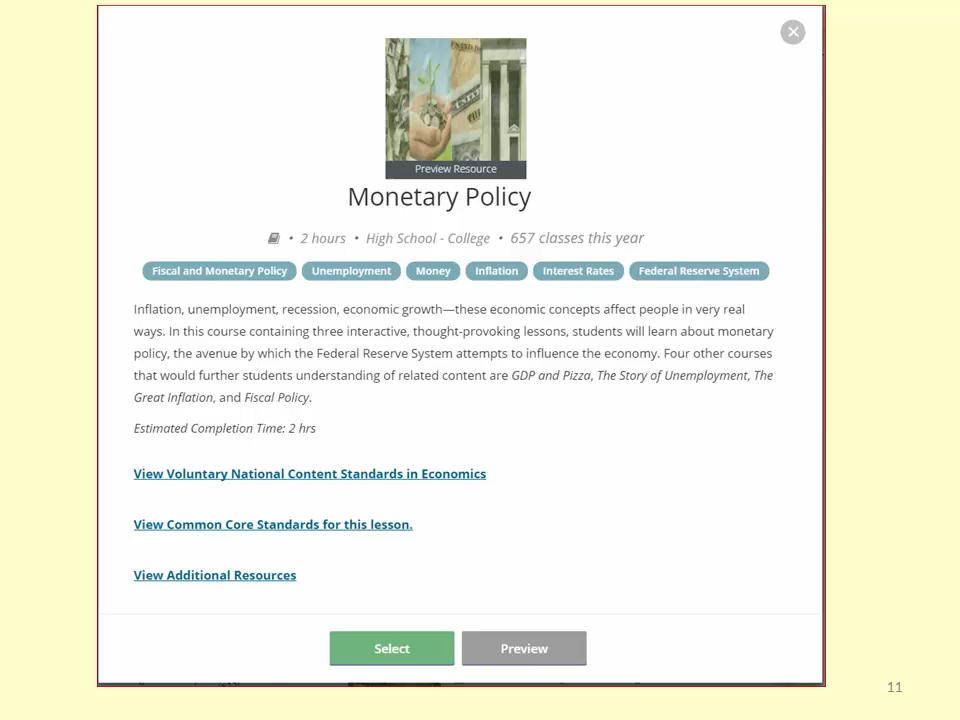 Preview Resource
Monetary Policy
• 2 hours • High School - College • 657 classes this year
Fiscal and Monetary Policy Unemployment Money Inflation Interest Rates Federal Reserve System
Inflation, unemployment, recession, economic growth—these economic concepts affect people in very real
ways. In this course containing three interactive, thought-provoking lessons, students will learn about monetary
policy, the avenue by which the Federal Reserve System attempts to influence the economy. Four other courses
that would further students understanding of related content are GDP and Pizza, The Story of Unemployment, The
Great Inflation, and Fiscal Policy.
Estimated Completion Time: 2 hrs
View Voluntary National Content Standards in Economics
View Common Core Standards for this lesson.
View Additional Resources
Select Preview
11